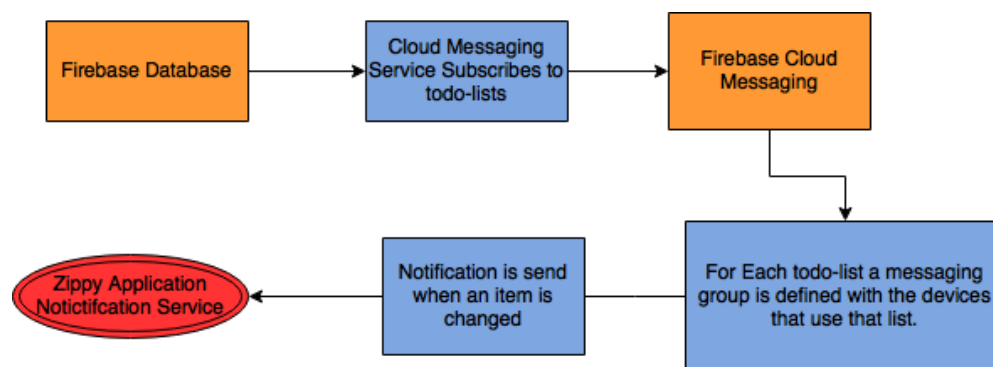 Firebase Database
Cloud Messaging
Service Subscribes to
todo-lists
Firebase Cloud
Messaging
For Each todo-list a messaging
group is defined with the devices
that use that list.
Notification is send
when an item is
changed
Zippy Application
Notictifcation Service